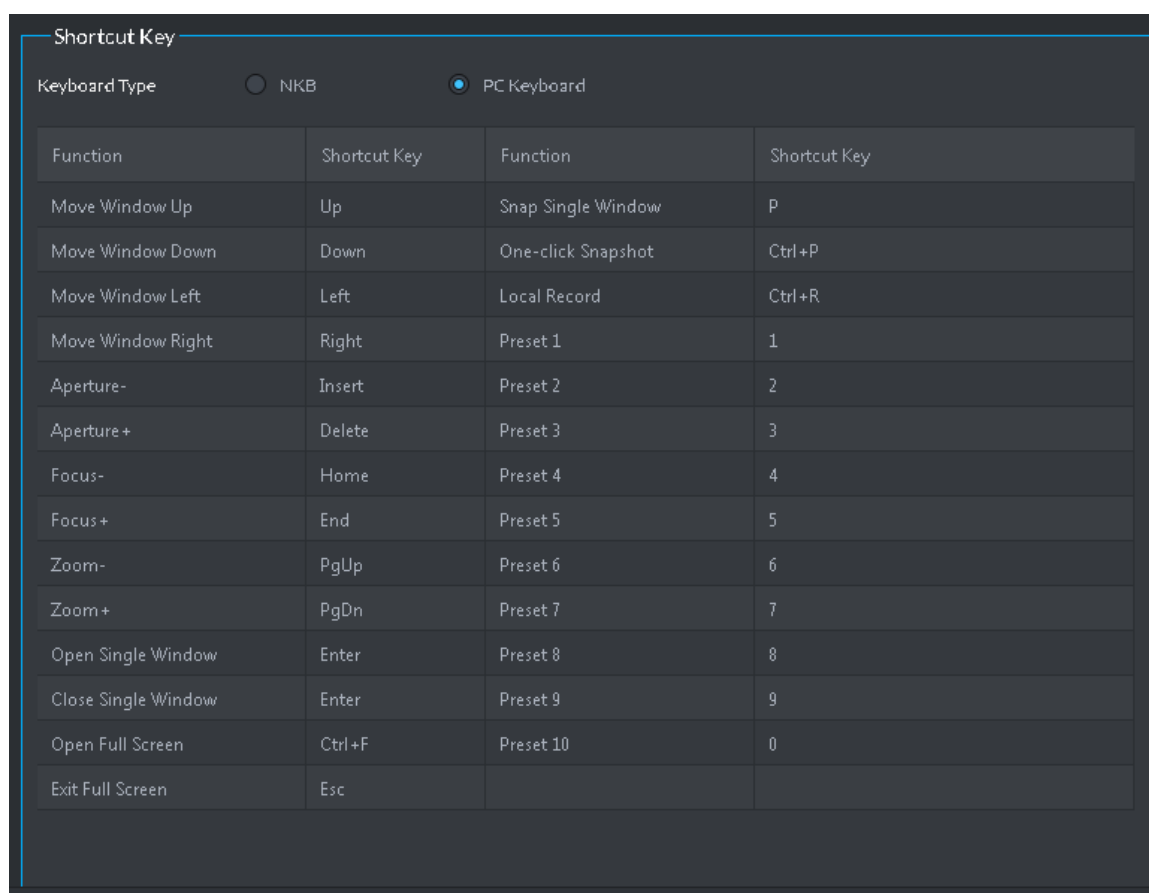 Shortcut Key
Keyboard Type NKB PC Keyboard
Function Shortcut Key Function Shortcut Key
Move Window Up Up Snap Single Window P
Move Window Down Down One-click Snapshot Ctrl+P
Move Window Left Left Local Record Ctrl+R
Move Window Right Right Preset 1 1
Aperture- Insert Preset 2 2
Aperture+ Delete Preset 3 3
Focus- Home Preset 4 4
Focus+ End Preset 5 5
Zoom- PgUp Preset 6 6
Zoom+ PgDn Preset 7 7
Open Single Window Enter Preset 8 8
Close Single Window Enter Preset 9 9
Open Full Screen Ctrl+F Preset 10 0
Exit Full Screen Esc